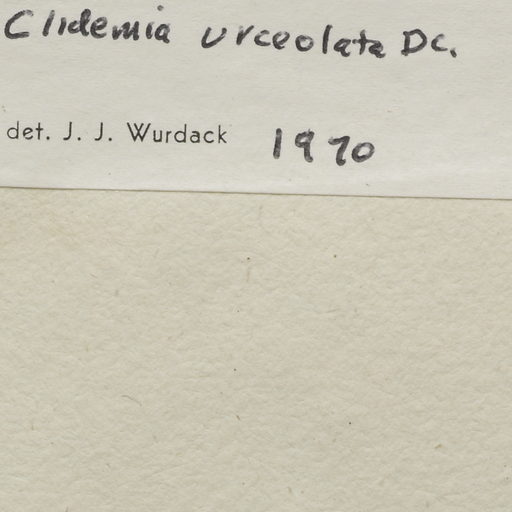 Clidemia urceolata DC.
det. J. J. Wurdack 1970